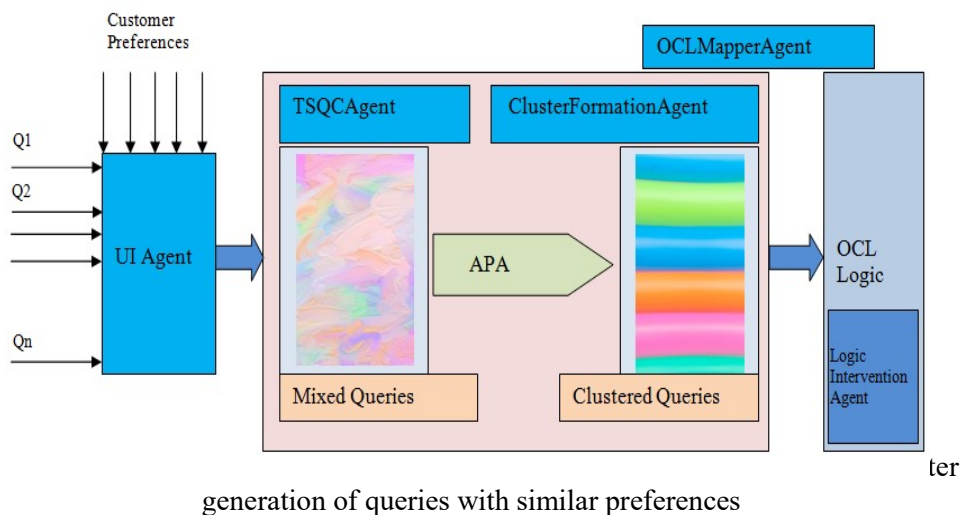 Customer
Preferences
OCLMapperAgent
TSQCAgent
ClusterFormationAgent
Q1
Q2
Qn
UI Agent
APA
OCL
Logic
Logic
Intervention
Agent
Mixed Queries
Clustered Queries
ter
generation of queries with similar preferences